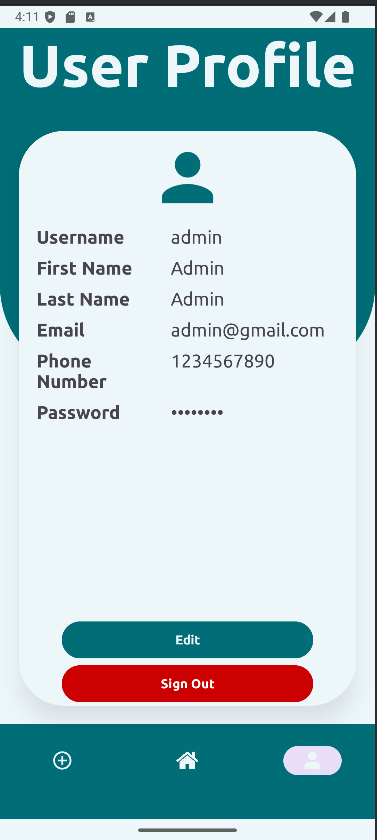 4:11
User Profile
Username admin
First Name Admin
Last Name Admin
Email admin@gmail.com
Phone Number 1234567890
Password ••••••••
Edit
Sign Out